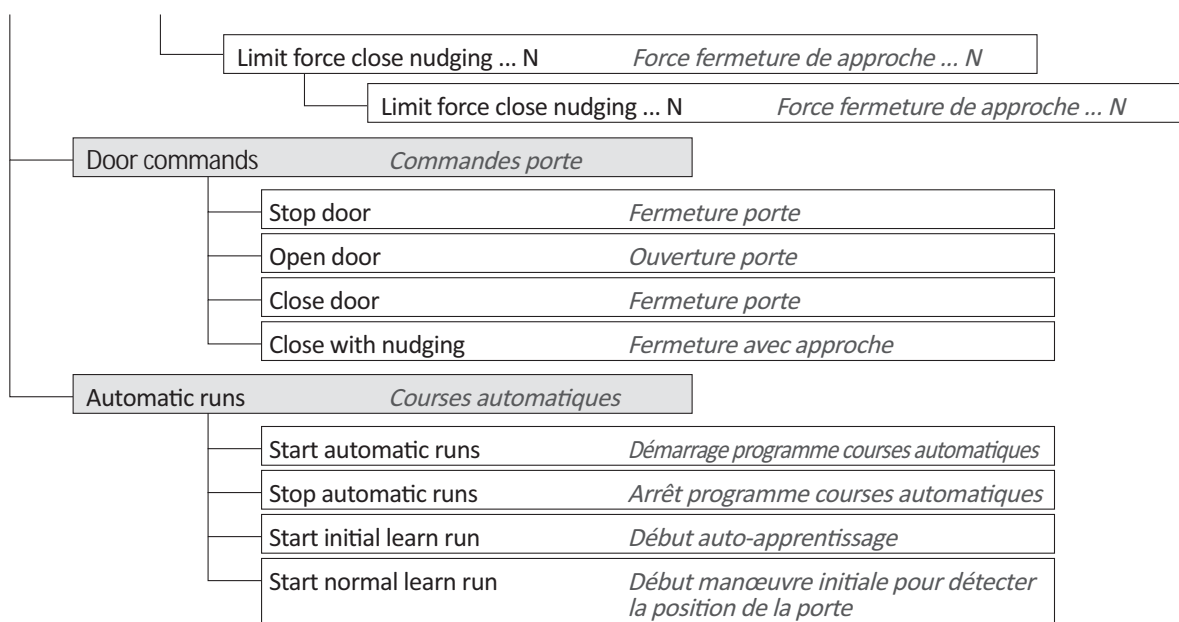 Limit force close nudging ... N Force fermeture de approche ... N
Limit force close nudging ... N Force fermeture de approche ... N
Door commands Commandes porte
Stop door Fermeture porte
Open door Ouverture porte
Close door Fermeture porte
Close with nudging Fermeture avec approche
Automatic runs Courses automatiques
Start automatic runs Démarrage programme courses automatiques
Stop automatic runs Arrêt programme courses automatiques
Start initial learn run Début auto-apprentissage
Start normal learn run Début manœuvre initiale pour détecter
la position de la porte